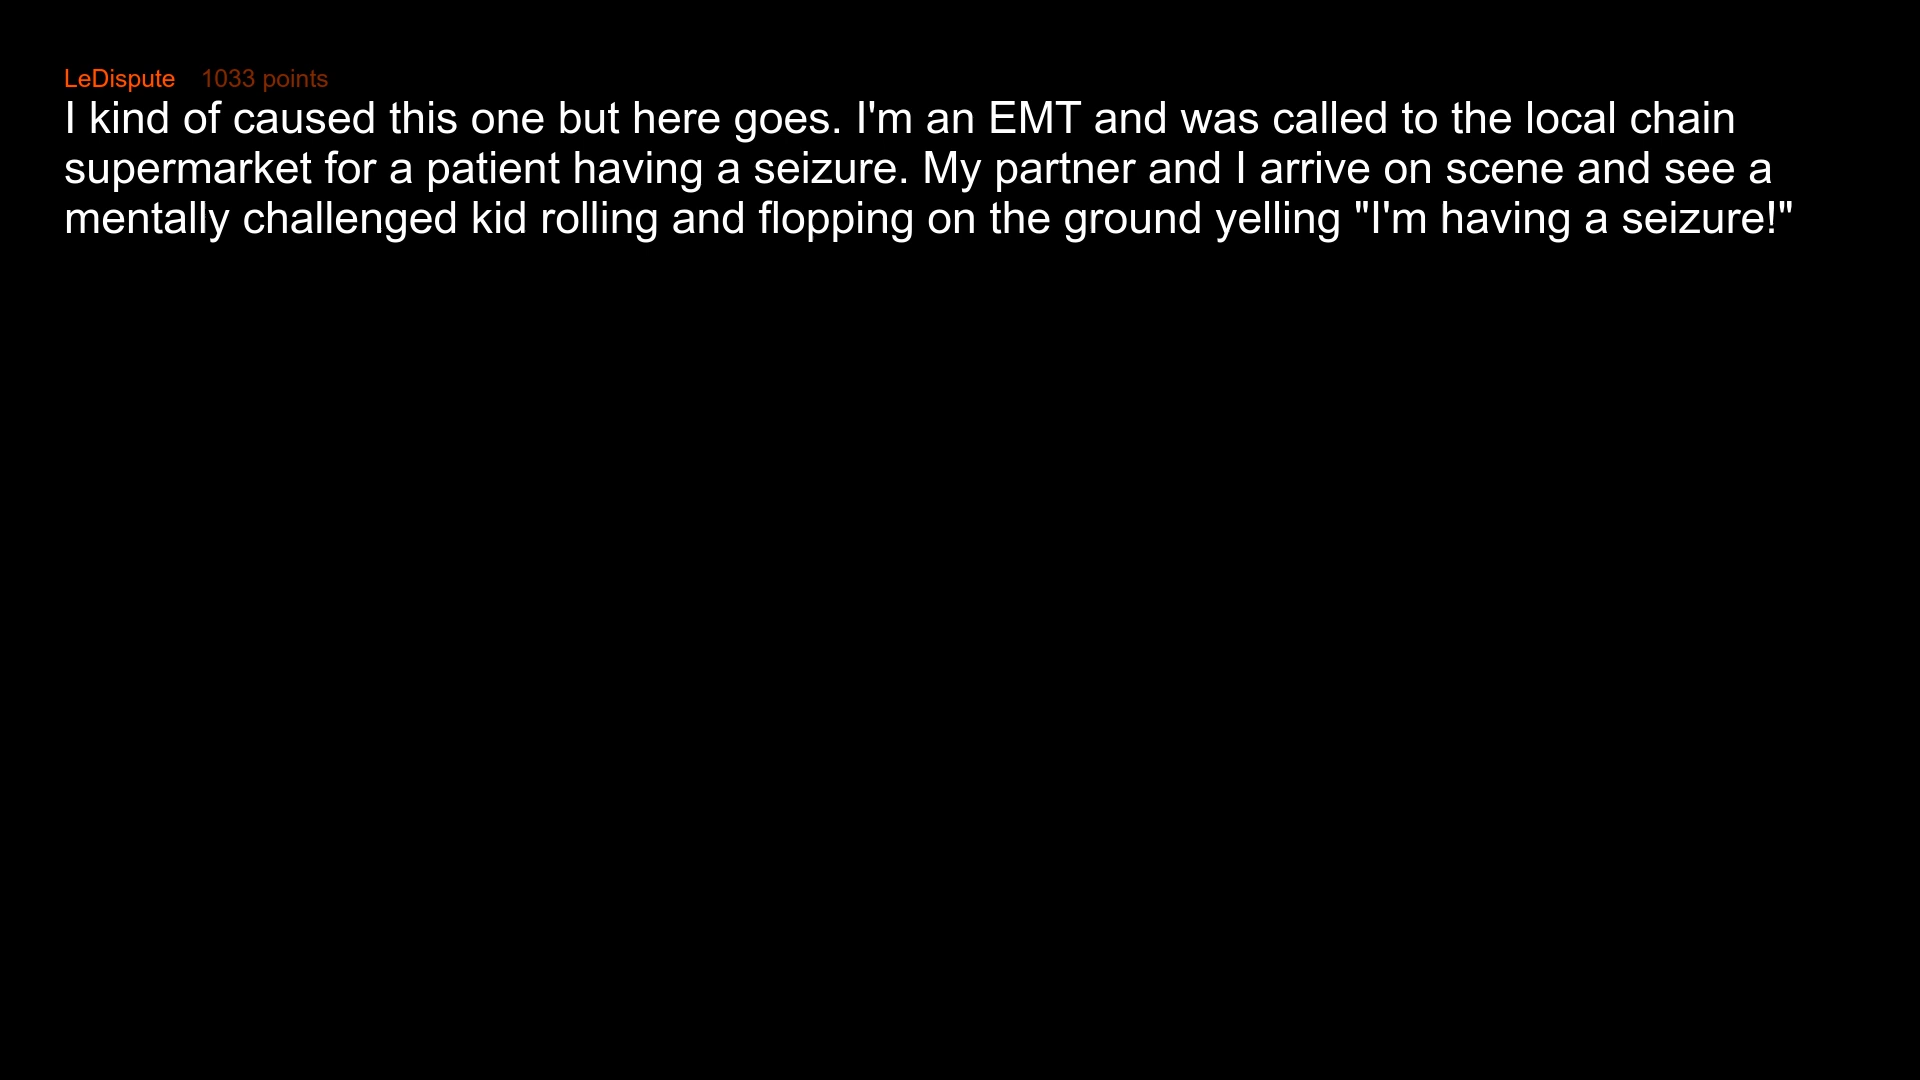 LeDispute 1033 points
I kind of caused this one but here goes. I'm an EMT and was called to the local chain
supermarket for a patient having a seizure. My partner and I arrive on scene and see a
mentally challenged kid rolling and flopping on the ground yelling "I'm having a seizure!"